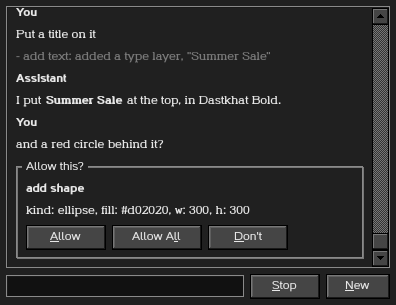 You
Put a title on it
- add text: added a type layer, "Summer Sale"
Assistant
I put Summer Sale at the top, in Dastkhat Bold.
You
and a red circle behind it?
Allow this?
add shape
kind: ellipse, fill: #d02020, w: 300, h: 300
Allow Allow All Don't
Stop New